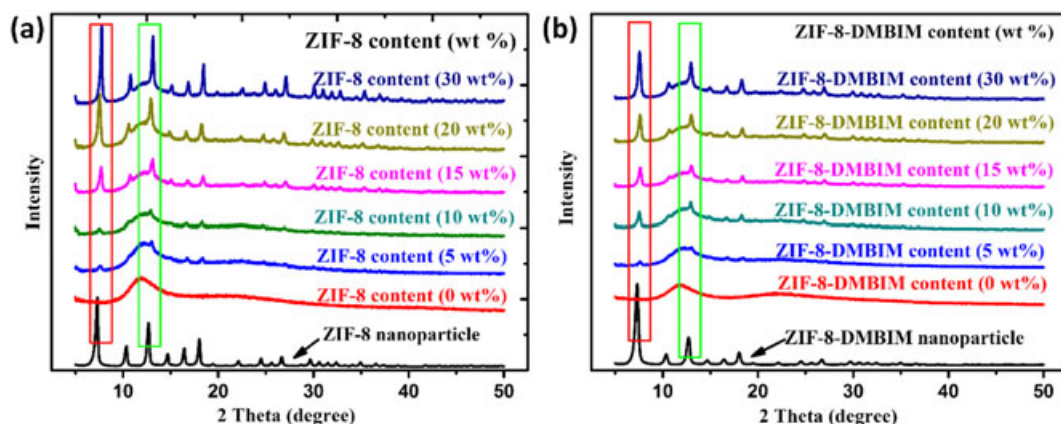 (a)
ZIF-8 content (wt %)
ZIF-8 content (30 wt%)
ZIF-8 content (20 wt%)
ZIF-8 content (15 wt%)
ZIF-8 content (10 wt%)
ZIF-8 content (5 wt%)
ZIF-8 content (0 wt%)
ZIF-8 nanoparticle
Intensity
10 20 30 40 50
2 Theta (degree)
(b)
ZIF-8-DMBIM content (wt %)
ZIF-8-DMBIM content (30 wt%)
ZIF-8-DMBIM content (20 wt%)
ZIF-8-DMBIM content (15 wt%)
ZIF-8-DMBIM content (10 wt%)
ZIF-8-DMBIM content (5 wt%)
ZIF-8-DMBIM content (0 wt%)
ZIF-8-DMBIM nanoparticle
Intensity
10 20 30 40 50
2 Theta (degree)